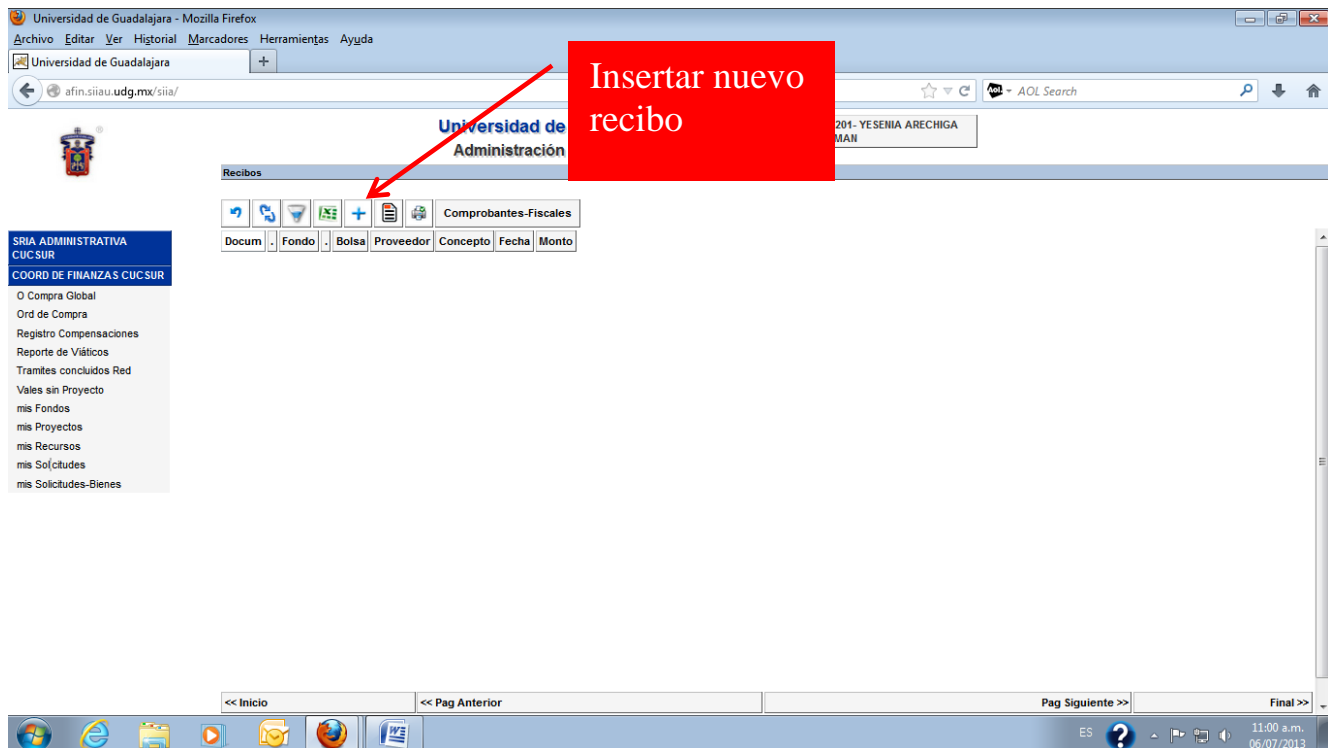 Universidad de Guadalajara - Mozilla Firefox
Archivo Editar Ver Historial Marcadores Herramientas Ayuda
Universidad de Guadalajara
afin.siiau.udg.mx/siia/
AOL Search
Insertar nuevo
recibo
Universidad de
Administración
201- YESENIA ARECHIGA
MAN
Recibos
Comprobantes-Fiscales
Docum . Fondo . Bolsa Proveedor Concepto Fecha Monto
SRIA ADMINISTRATIVA
CUCSUR
COORD DE FINANZAS CUCSUR
O Compra Global
Ord de Compra
Registro Compensaciones
Reporte de Viáticos
Tramites concluidos Red
Vales sin Proyecto
mis Fondos
mis Proyectos
mis Recursos
mis Solcitudes
mis Solicitudes-Bienes
<< Inicio << Pag Anterior Pag Siguiente >> Final >>
ES
11:00 a.m.
06/07/2013